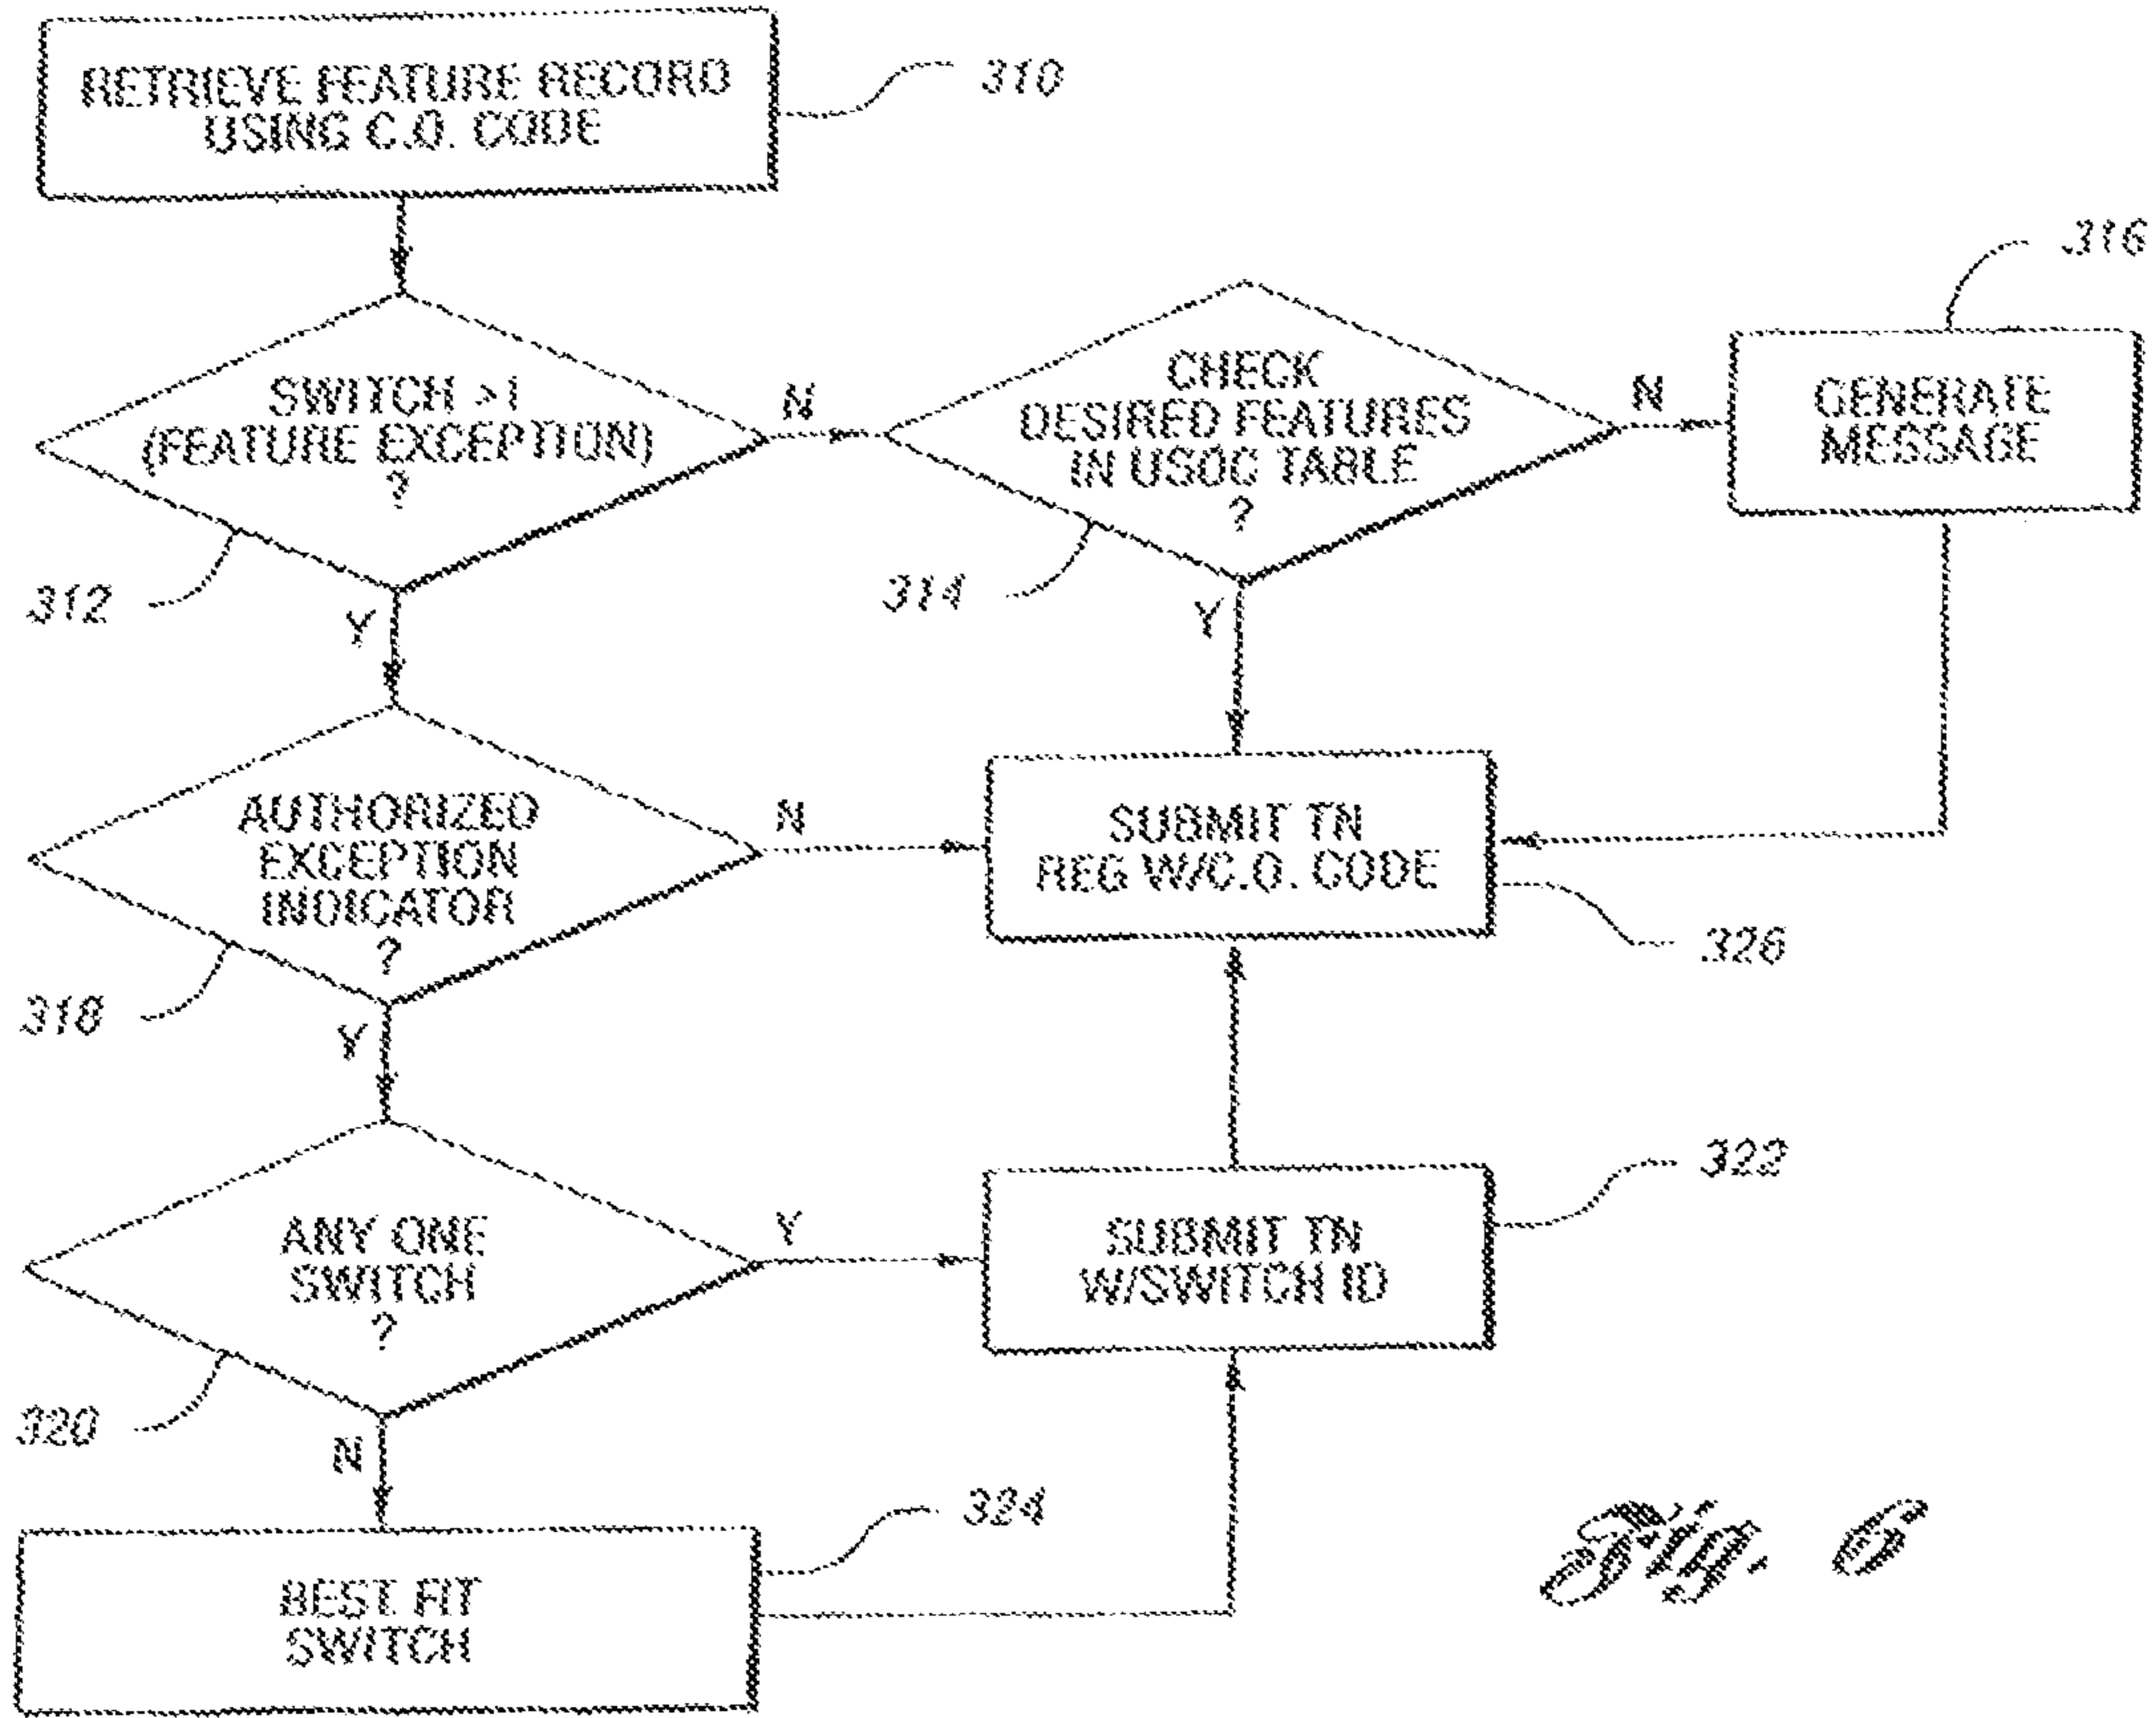 RETRIEVE FEATURE RECORD
USING C.O. CODE
310
SWITCH >1
(FEATURE EXCEPTION)
?
312
N
Y
CHECK
DESIRED FEATURES
IN USOC TABLE
?
314
N
Y
GENERATE
MESSAGE
316
AUTHORIZED
EXCEPTION
INDICATOR
?
318
N
Y
SUBMIT TN
REG W/C.O. CODE
326
ANY ONE
SWITCH
?
320
Y
N
SUBMIT TN
W/SWITCH ID
322
BEST FIT
SWITCH
324
Fig. 6